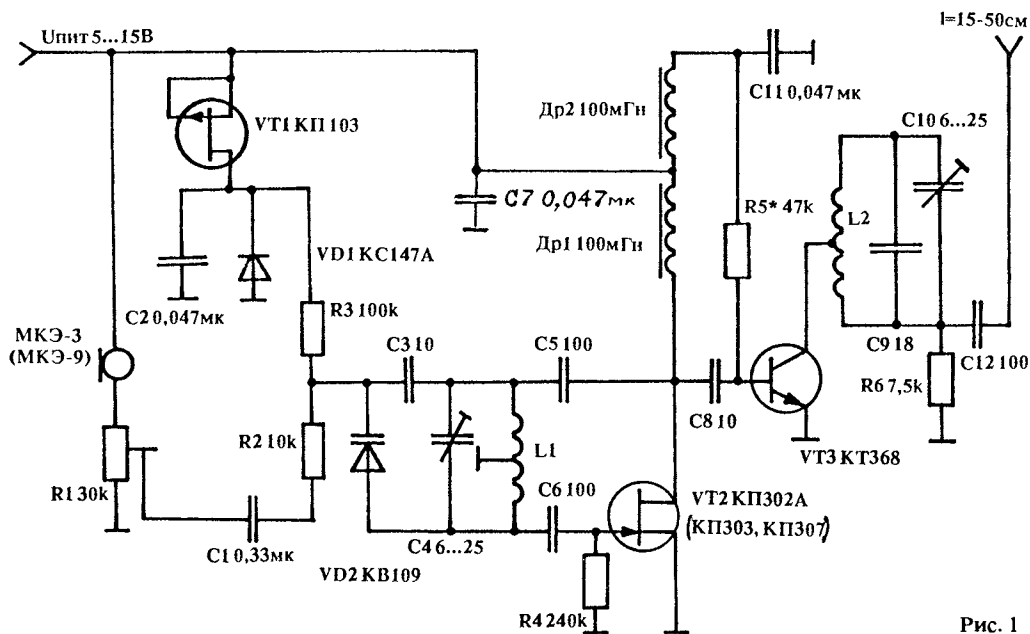 Uпит 5...15В
l=15-50см
VT1 КП103
C11 0,047мк
Др2 100мГн
C10 6...25
C7 0,047мк
R5* 47k
L2
Др1 100мГн
VD1 КС147А
C2 0,047мк
R3 100k
МКЭ-3
(МКЭ-9)
C3 10
C5 100
C9 18
C12 100
C8 10
R6 7,5k
R2 10k
L1
VT3 КТ368
R1 30k
C6 100
VT2 КП302А
(КП303, КП307)
C1 0,33мк
C4 6...25
VD2 КВ109
R4 240k
Рис. 1